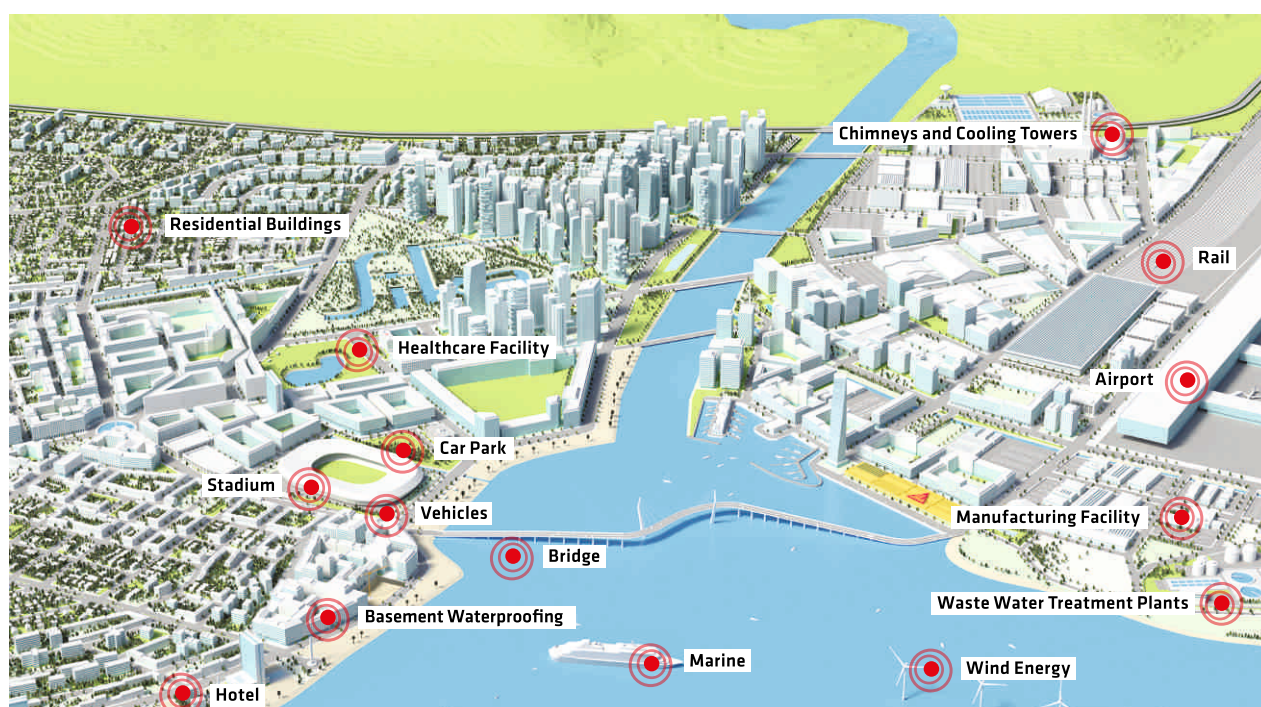 Chimneys and Cooling Towers
Residential Buildings
Rail
Healthcare Facility
Airport
Car Park
Stadium
Vehicles
Manufacturing Facility
Bridge
Waste Water Treatment Plants
Basement Waterproofing
Marine
Wind Energy
Hotel